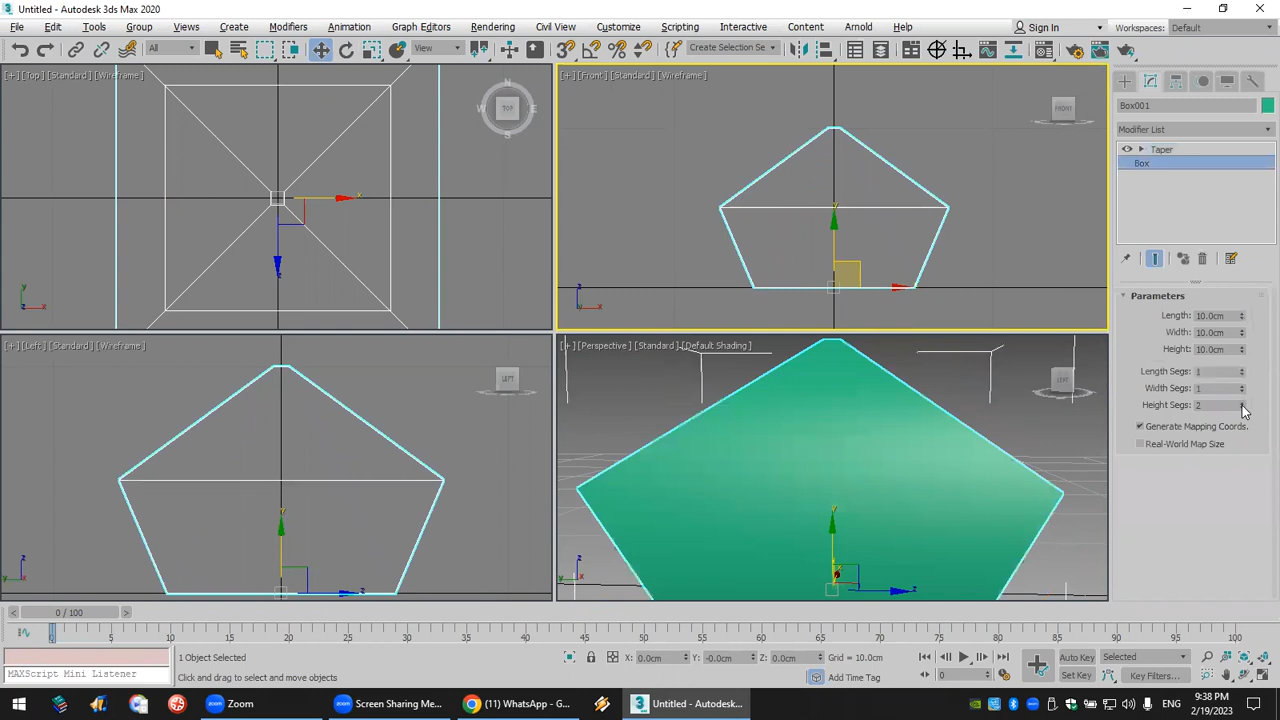 Untitled - Autodesk 3ds Max 2020
File Edit Tools Group Views Create Modifiers Animation Graph Editors Rendering Civil View Customize Scripting Interactive Content Arnold Help Sign In Workspaces: Default
All View Create Selection Se
[+] [Top] [Standard] [Wireframe]
N
W TOP E
S
x
z
y
z x
[+] [Front] [Standard] [Wireframe]
FRONT
[+] [Left] [Standard] [Wireframe]
LEFT
[+] [Perspective] [Standard] [Default Shading]
LEFT
Box001
Modifier List
Taper
Box
Parameters
Length: 10.0cm
Width: 10.0cm
Height: 10.0cm
Length Segs: 1
Width Segs: 1
Height Segs: 2
Generate Mapping Coords.
Real-World Map Size
0 / 100
0 5 10 15 20 25 30 35 40 45 50 55 60 65 70 75 80 85 90 95 100
MAXScript Mini Listener
1 Object Selected
Click and drag to select and move objects
X: 0.0cm Y: -0.0cm Z: 0.0cm Grid = 10.0cm
Add Time Tag
0
Auto Key Selected
Set Key Key Filters...
Zoom
Screen Sharing Me...
(11) WhatsApp - G...
Untitled - Autodesk...
ENG
9:38 PM
2/19/2023